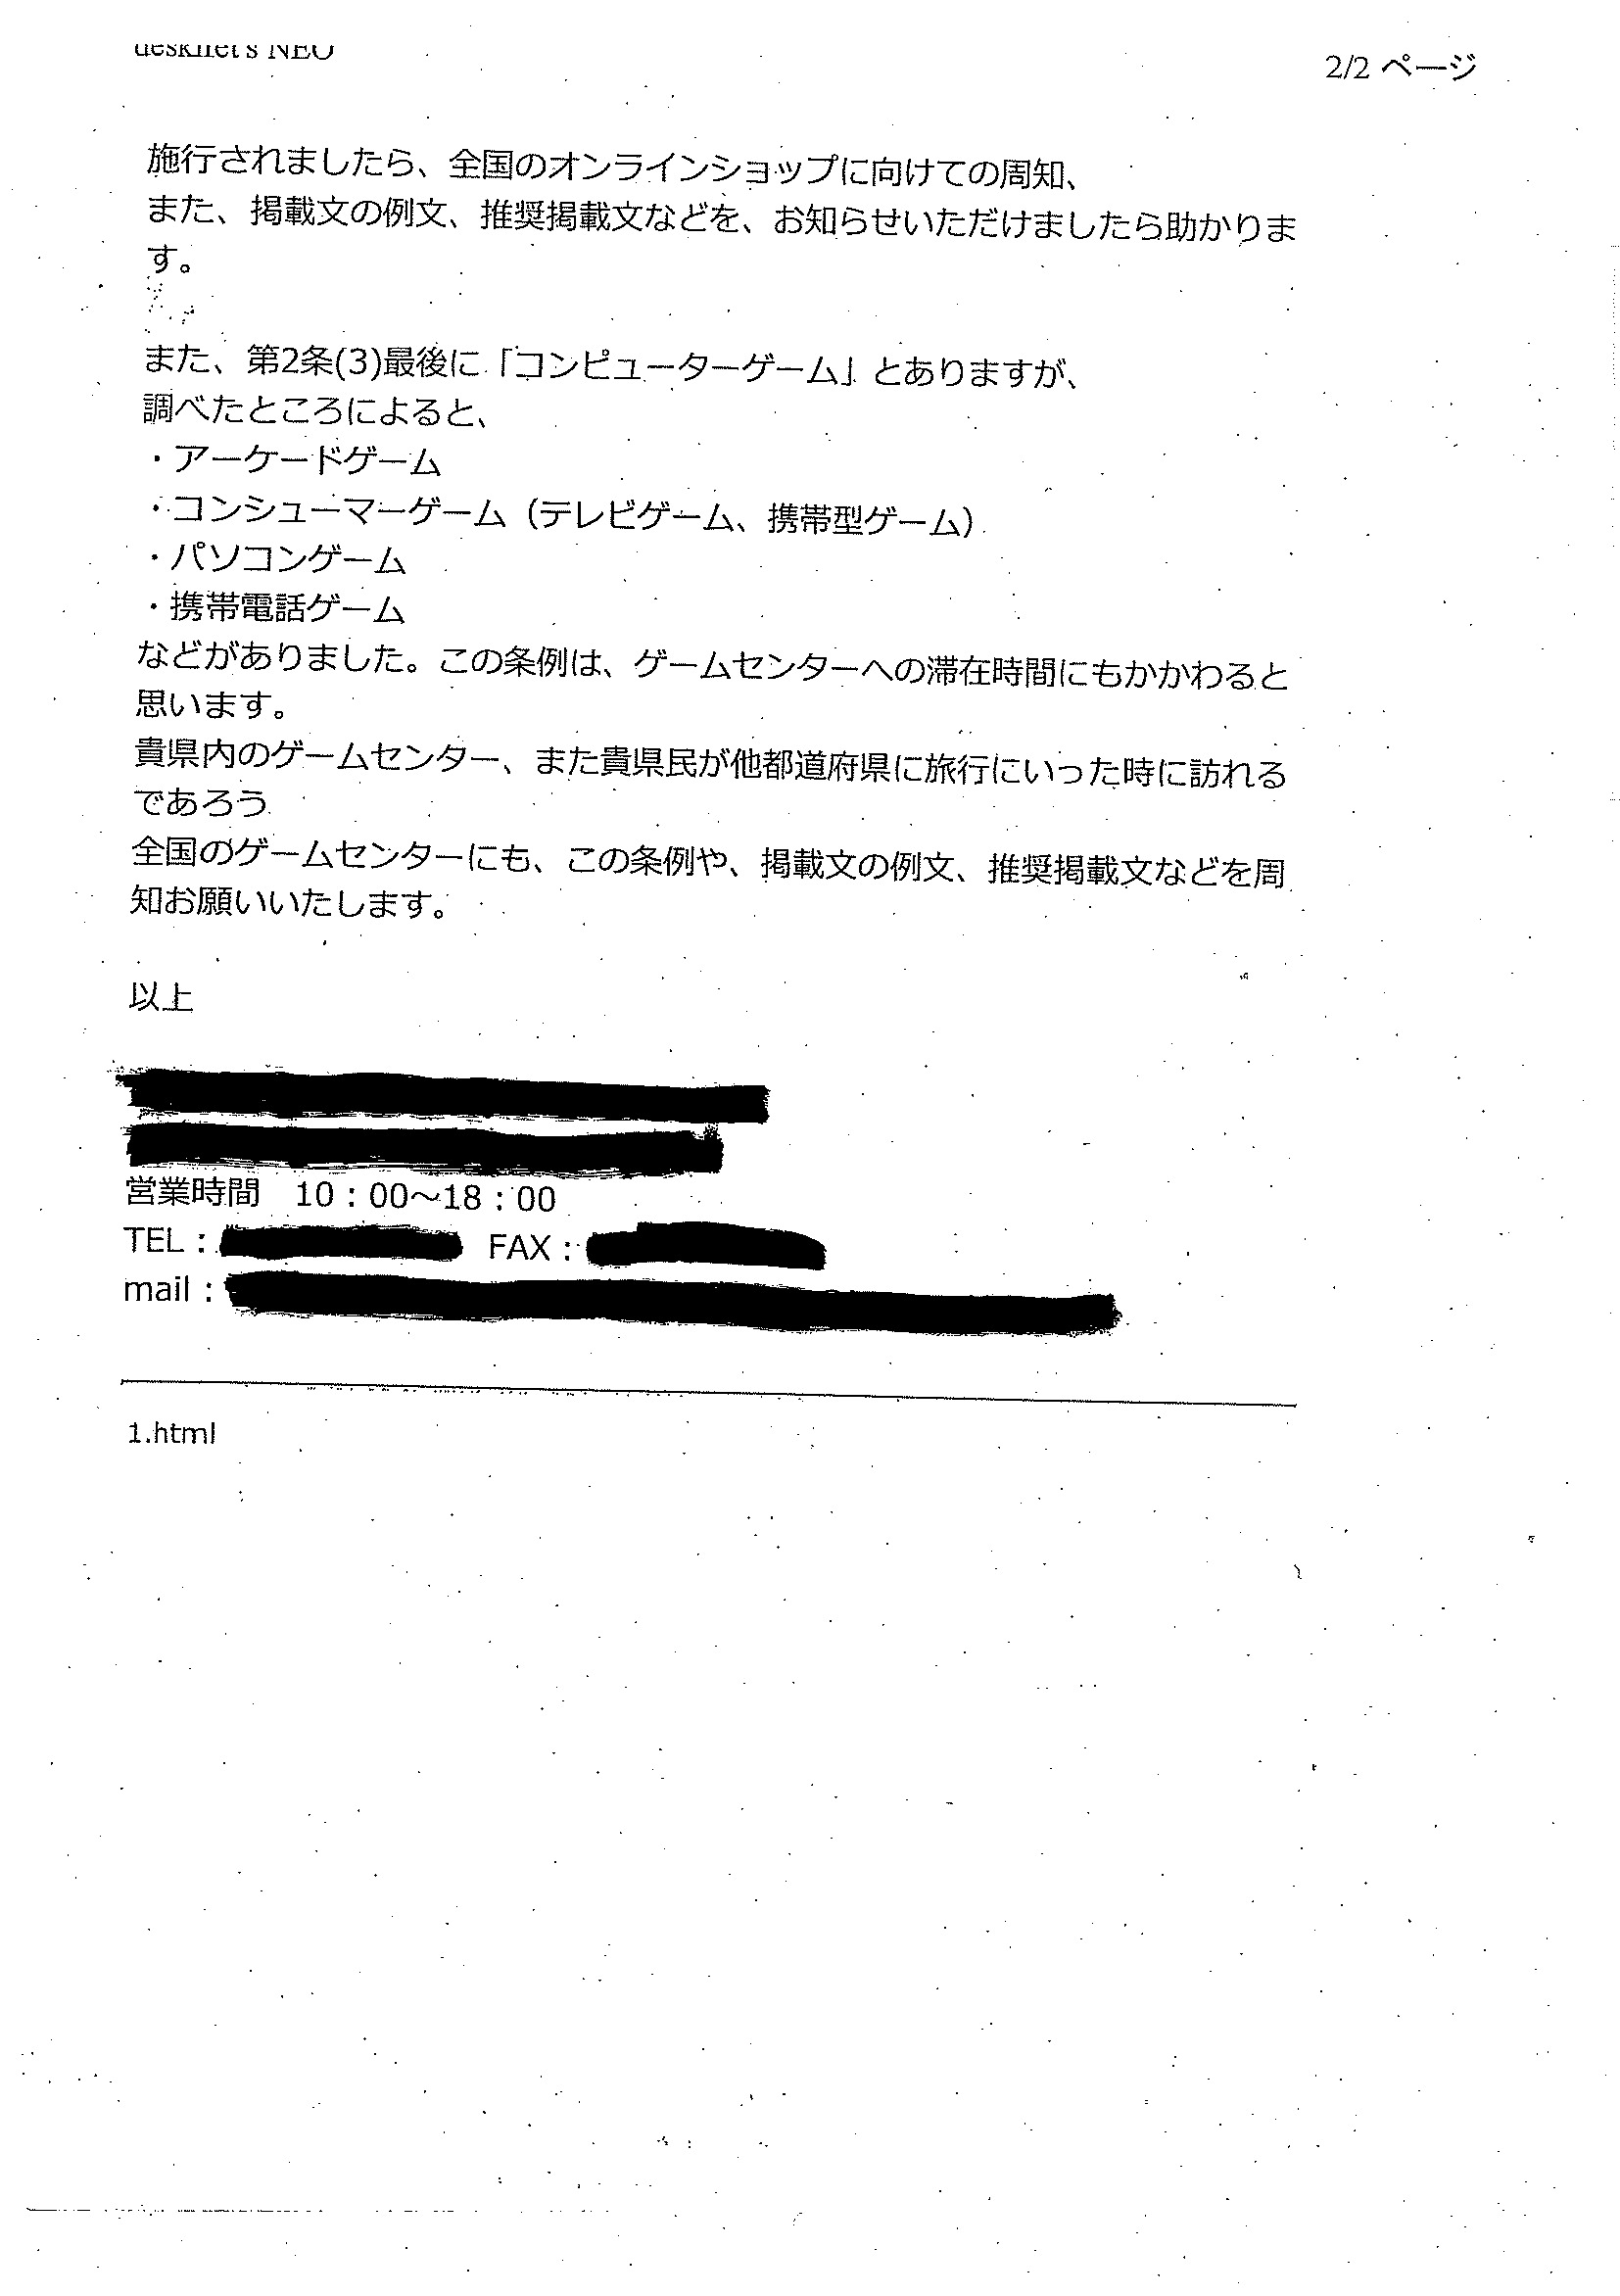 desknet's NEO
2/2 ページ
施行されましたら、全国のオンラインショップに向けての周知、
また、掲載文の例文、推奨掲載文などを、お知らせいただけましたら助かりま
す。
また、第2条(3)最後に「コンピューターゲーム」とありますが、
調べたところによると、
・アーケードゲーム
・コンシューマーゲーム（テレビゲーム、携帯型ゲーム）
・パソコンゲーム
・携帯電話ゲーム
などがありました。この条例は、ゲームセンターへの滞在時間にもかかわると
思います。
貴県内のゲームセンター、また貴県民が他都道府県に旅行にいった時に訪れる
であろう
全国のゲームセンターにも、この条例や、掲載文の例文、推奨掲載文などを周
知お願いいたします。
以上
営業時間　10：00～18：00
TEL： FAX：
mail：
1.html